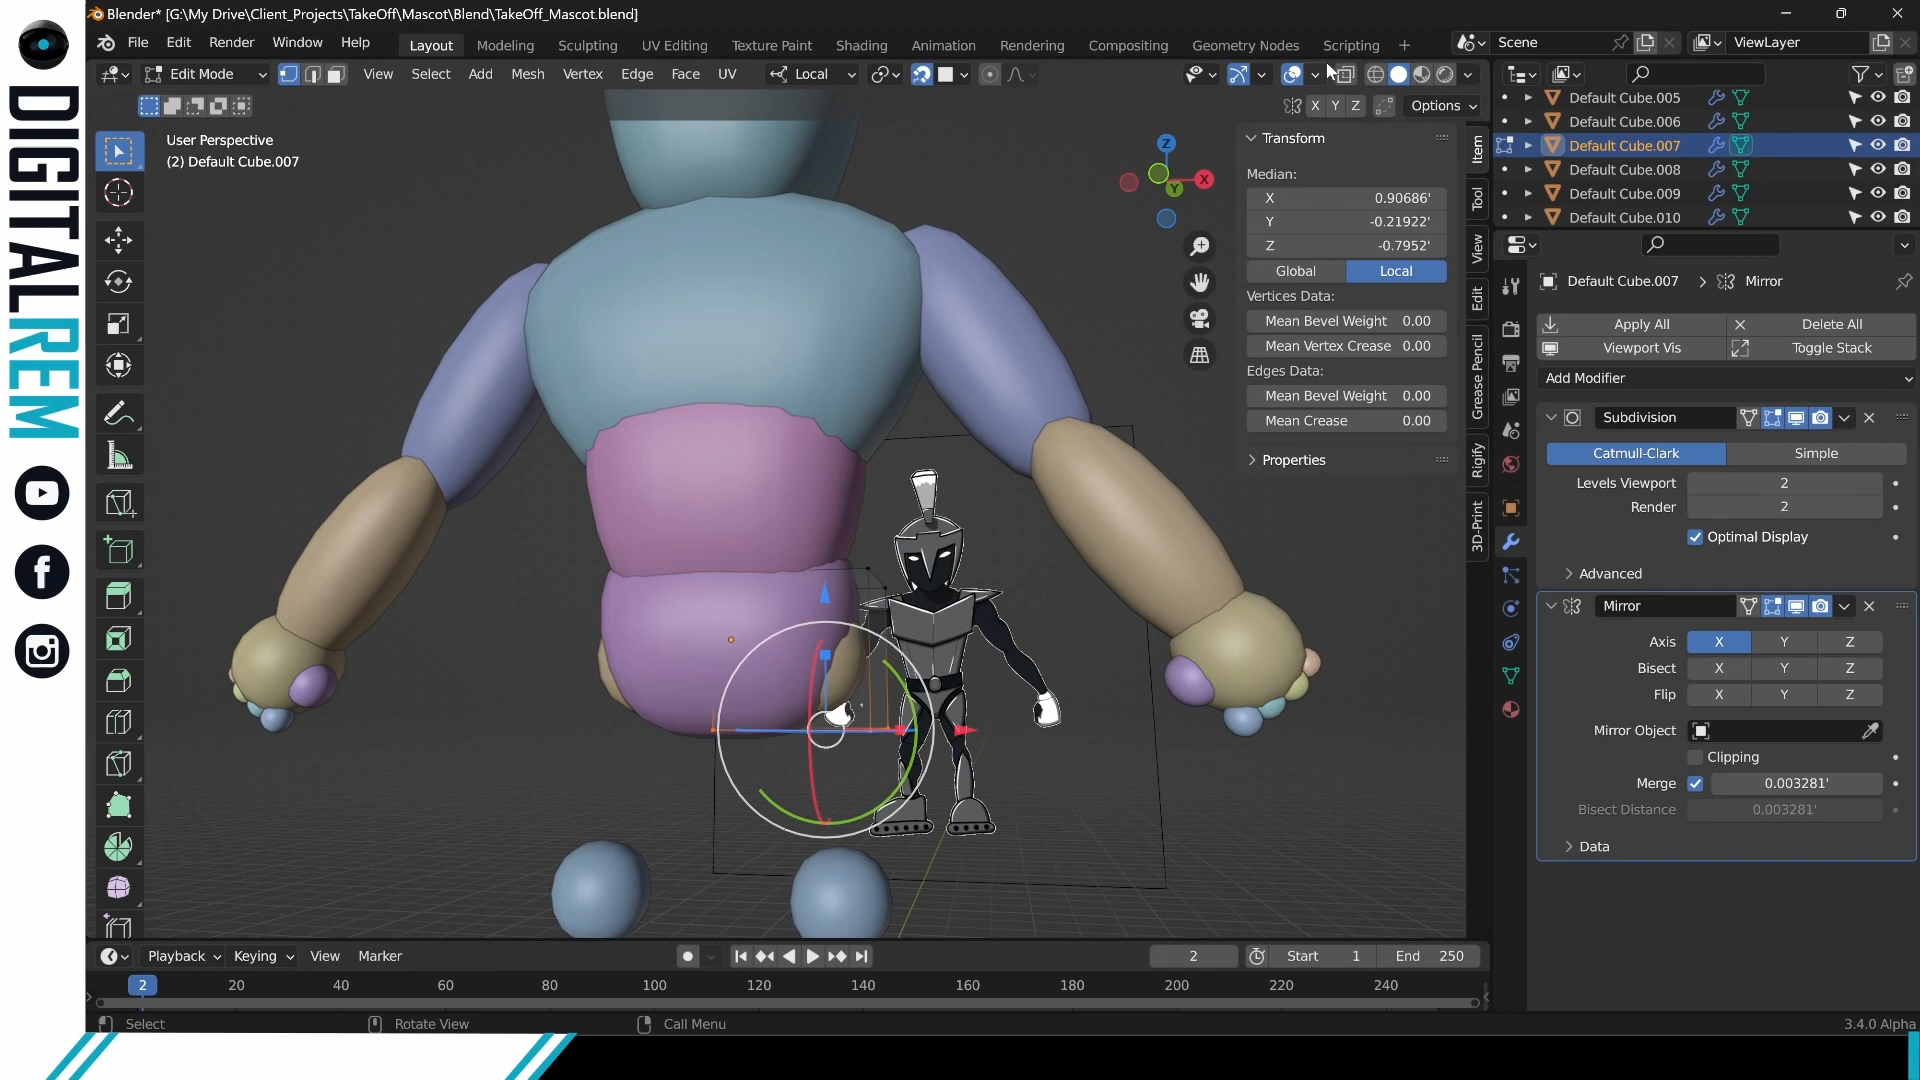 DIGITALREM
Blender* [G:\My Drive\Client_Projects\TakeOff\Mascot\Blend\TakeOff_Mascot.blend]
File Edit Render Window Help Layout Modeling Sculpting UV Editing Texture Paint Shading Animation Rendering Compositing Geometry Nodes Scripting + Scene ViewLayer
Edit Mode View Select Add Mesh Vertex Edge Face UV Local
X Y Z Options
User Perspective
(2) Default Cube.007
Z
X
Y
Transform
Median:
X 0.90686'
Y -0.21922'
Z -0.7952'
Global Local
Vertices Data:
Mean Bevel Weight 0.00
Mean Vertex Crease 0.00
Edges Data:
Mean Bevel Weight 0.00
Mean Crease 0.00
Properties
Item
Tool
View
Edit
Grease Pencil
Rigify
3D-Print
Default Cube.005
Default Cube.006
Default Cube.007
Default Cube.008
Default Cube.009
Default Cube.010
Default Cube.007 > Mirror
Apply All Delete All
Viewport Vis Toggle Stack
Add Modifier
Subdivision
Catmull-Clark Simple
Levels Viewport 2
Render 2
Optimal Display
Advanced
Mirror
Axis X Y Z
Bisect X Y Z
Flip X Y Z
Mirror Object
Clipping
Merge 0.003281'
Bisect Distance 0.003281'
Data
Playback Keying View Marker 2 Start 1 End 250
2 20 40 60 80 100 120 140 160 180 200 220 240
Select Rotate View Call Menu 3.4.0 Alpha